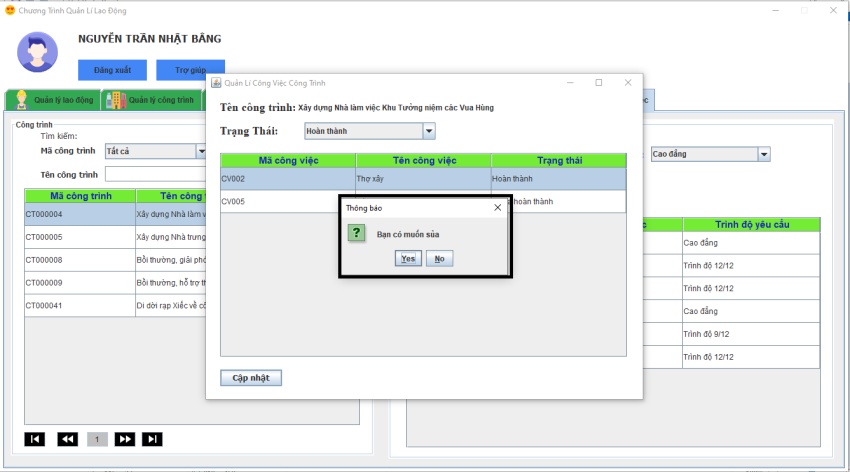 Chương Trình Quản Lí Lao Động
NGUYỄN TRẦN NHẬT BĂNG
Đăng xuất
Trợ giúp
Quản lý lao động
Quản lý công trình
Công trình
Tìm kiếm:
Mã công trình
Tất cả
Tên công trình
Mã công trình
Tên công
CT000004
Xây dựng Nhà làm v
CT000005
Xây dựng Nhà trung
CT000008
Bồi thường, giải phó
CT000009
Bồi thường, hỗ trợ t
CT000041
Di dời rạp Xiếc về cô
1
Quản Lí Công Việc Công Trình
Tên công trình: Xây dựng Nhà làm việc Khu Tưởng niệm các Vua Hùng
Trạng Thái:
Hoàn thành
Mã công việc
Tên công việc
Trạng thái
CV002
Thợ xây
Hoàn thành
CV005
hoàn thành
Thông báo
?
Bạn có muốn sửa
Yes
No
Cập nhật
Cao đẳng
Trình độ yêu cầu
Cao đẳng
Trình độ 12/12
Trình độ 12/12
Cao đẳng
Trình độ 9/12
Trình độ 12/12